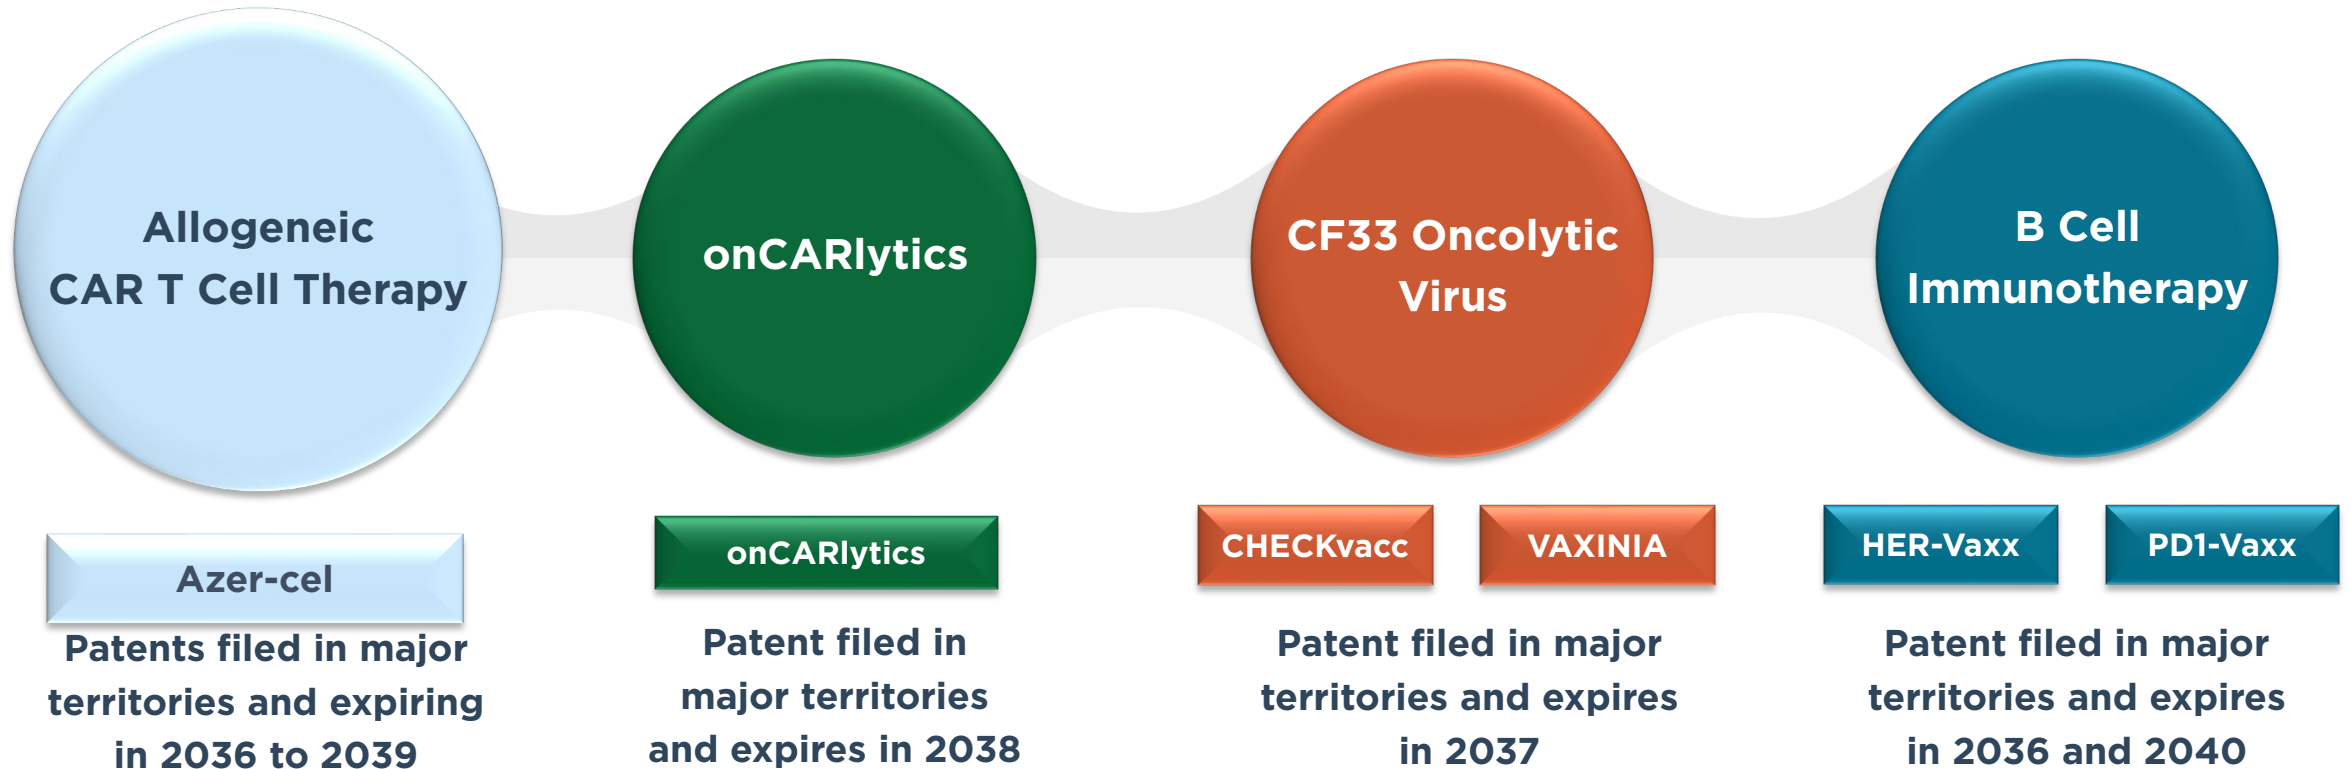 Allogeneic
CAR T Cell Therapy
onCARlytics
CF33 Oncolytic
Virus
B Cell
Immunotherapy
Azer-cel
Patents filed in major
territories and expiring
in 2036 to 2039
onCARlytics
Patent filed in
major territories
and expires in 2038
CHECKvacc
VAXINIA
Patent filed in major
territories and expires
in 2037
HER-Vaxx
PD1-Vaxx
Patent filed in major
territories and expires
in 2036 and 2040